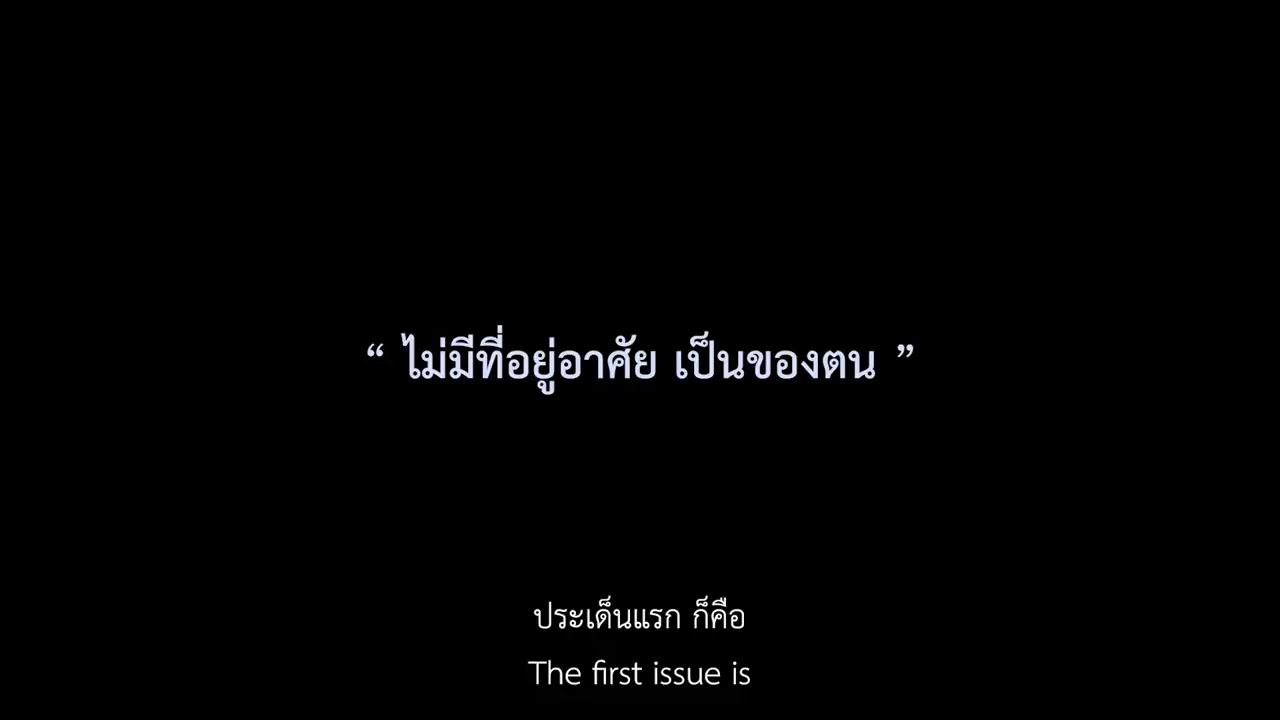 “ ไม่มีที่อยู่อาศัย เป็นของตน ”
ประเด็นแรก ก็คือ
The first issue is